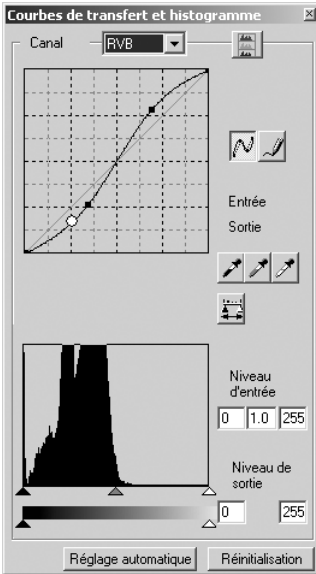 Courbes de transfert et histogramme
Canal RVB
Entrée
Sortie
Niveau d'entrée
0 1.0 255
Niveau de sortie
0 255
Réglage automatique Réinitialisation